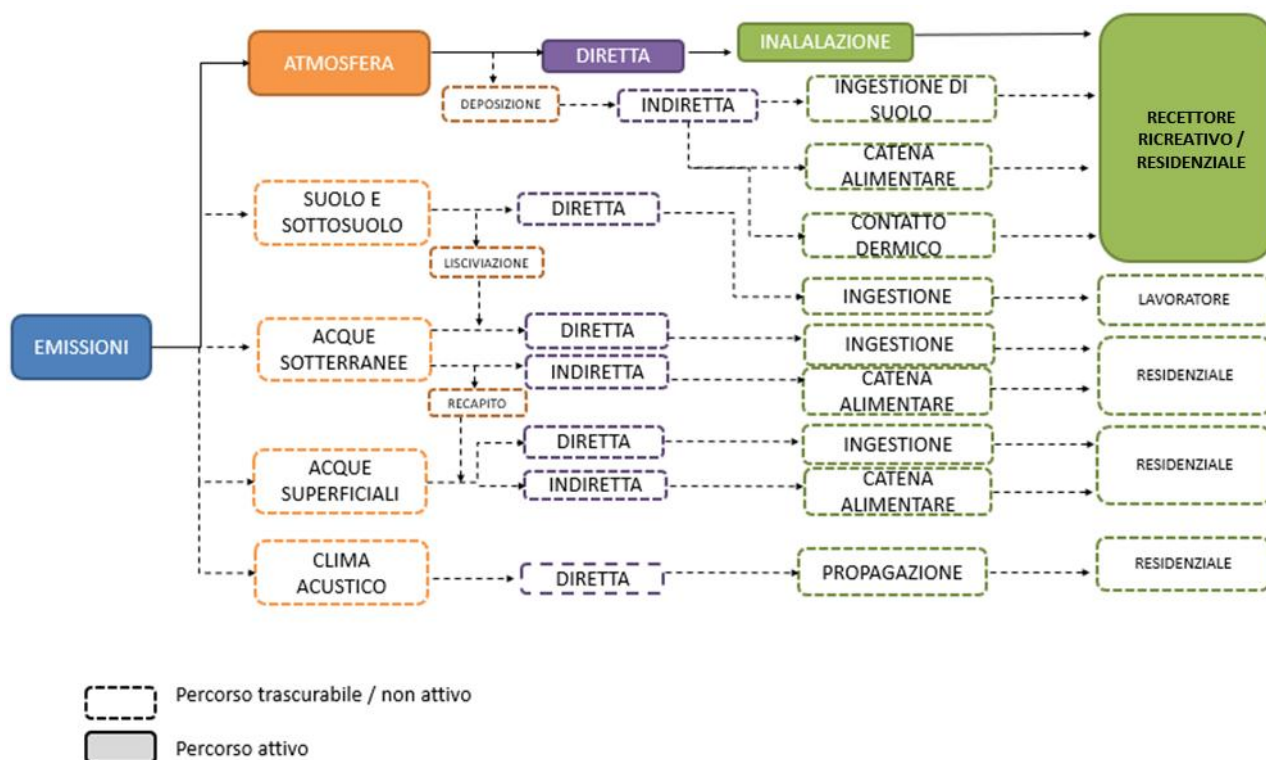 ATMOSFERA
DIRETTA
INALALAZIONE
DEPOSIZIONE
INDIRETTA
INGESTIONE DI
SUOLO
RECETTORE
RICREATIVO /
RESIDENZIALE
CATENA
ALIMENTARE
SUOLO E
SOTTOSUOLO
DIRETTA
CONTATTO
DERMICO
LISCIVIAZIONE
INGESTIONE
LAVORATORE
EMISSIONI
ACQUE
SOTTERRANEE
DIRETTA
INGESTIONE
INDIRETTA
CATENA
ALIMENTARE
RESIDENZIALE
RECAPITO
ACQUE
SUPERFICIALI
DIRETTA
INGESTIONE
INDIRETTA
CATENA
ALIMENTARE
RESIDENZIALE
CLIMA
ACUSTICO
DIRETTA
PROPAGAZIONE
RESIDENZIALE
Percorso trascurabile / non attivo
Percorso attivo